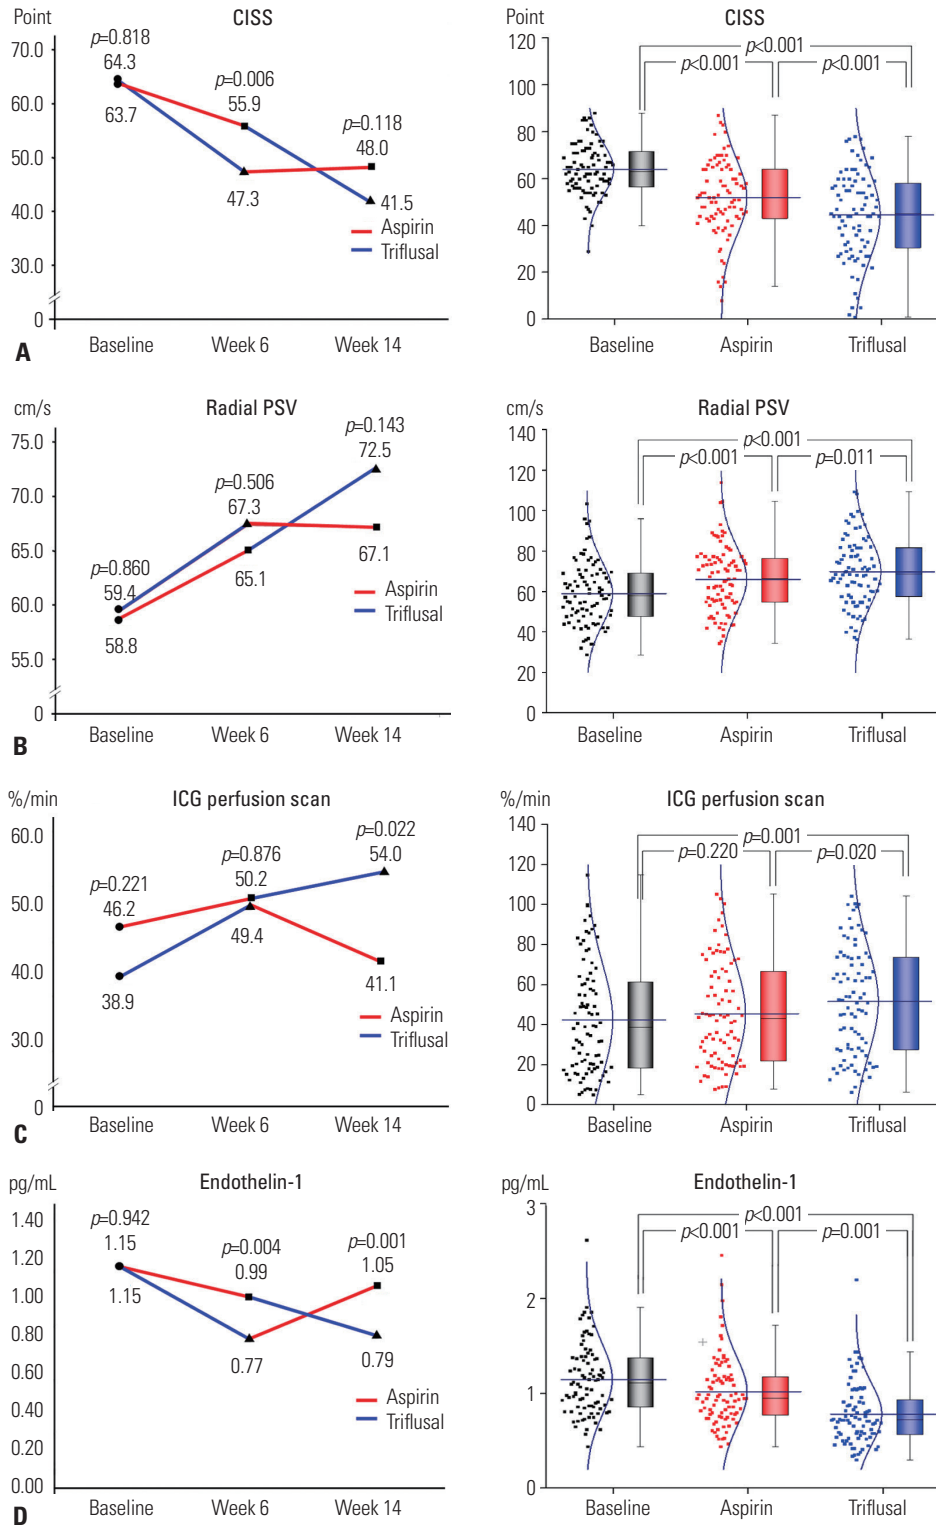 Point
CISS
70.0
60.0
50.0
40.0
30.0
0
p=0.818
64.3
63.7
p=0.006
55.9
47.3
p=0.118
48.0
41.5
Aspirin
Triflusal
Baseline Week 6 Week 14
A
Point
CISS
120
100
80
60
40
20
0
p<0.001
p<0.001 p<0.001
Baseline Aspirin Triflusal
cm/s
Radial PSV
75.0
70.0
65.0
60.0
55.0
0
p=0.860
59.4
58.8
p=0.506
67.3
65.1
p=0.143
72.5
67.1
Aspirin
Triflusal
Baseline Week 6 Week 14
B
cm/s
Radial PSV
140
120
100
80
60
40
20
0
p<0.001
p<0.001 p=0.011
Baseline Aspirin Triflusal
%/min
ICG perfusion scan
60.0
50.0
40.0
30.0
0
p=0.221
46.2
38.9
p=0.876
50.2
49.4
p=0.022
54.0
41.1
Aspirin
Triflusal
Baseline Week 6 Week 14
C
%/min
ICG perfusion scan
140
120
100
80
60
40
20
0
p=0.001
p=0.220 p=0.020
Baseline Aspirin Triflusal
pg/mL
Endothelin-1
1.40
1.20
1.00
0.80
0.60
0.40
0.20
0.00
p=0.942
1.15
1.15
p=0.004
0.99
0.77
p=0.001
1.05
0.79
Aspirin
Triflusal
Baseline Week 6 Week 14
D
pg/mL
Endothelin-1
3
2
1
0
p<0.001
p<0.001 p=0.001
Baseline Aspirin Triflusal